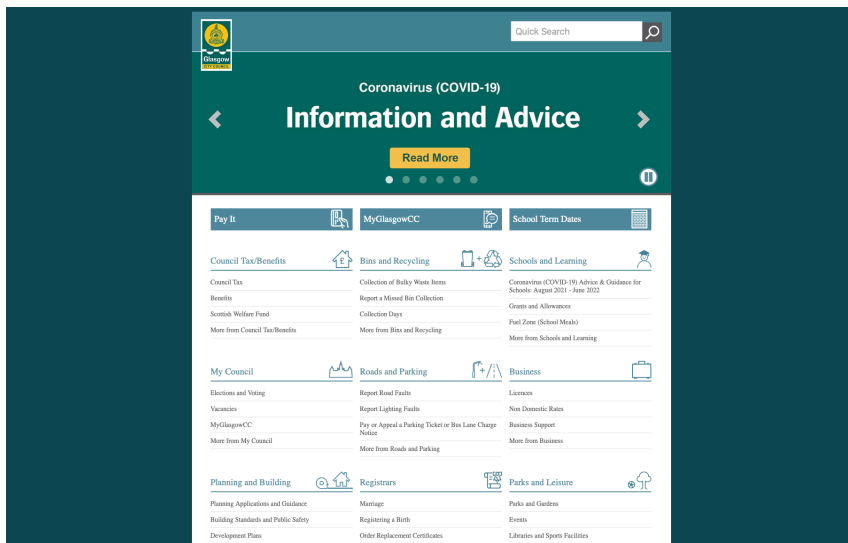 Glasgow
CITY COUNCIL
Quick Search
Coronavirus (COVID-19)
Information and Advice
Read More
Pay It
MyGlasgowCC
School Term Dates
Council Tax/Benefits
Council Tax
Benefits
Scottish Welfare Fund
More from Council Tax/Benefits
Bins and Recycling
Collection of Bulky Waste Items
Report a Missed Bin Collection
Collection Days
More from Bins and Recycling
Schools and Learning
Coronavirus (COVID-19) Advice & Guidance for
Schools: August 2021 - June 2022
Grants and Allowances
Fuel Zone (School Meals)
More from Schools and Learning
My Council
Elections and Voting
Vacancies
MyGlasgowCC
More from My Council
Roads and Parking
Report Road Faults
Report Lighting Faults
Pay or Appeal a Parking Ticket or Bus Lane Charge
Notice
More from Roads and Parking
Business
Licences
Non Domestic Rates
Business Support
More from Business
Planning and Building
Planning Applications and Guidance
Building Standards and Public Safety
Development Plans
Registrars
Marriage
Registering a Birth
Order Replacement Certificates
Parks and Leisure
Parks and Gardens
Events
Libraries and Sports Facilities